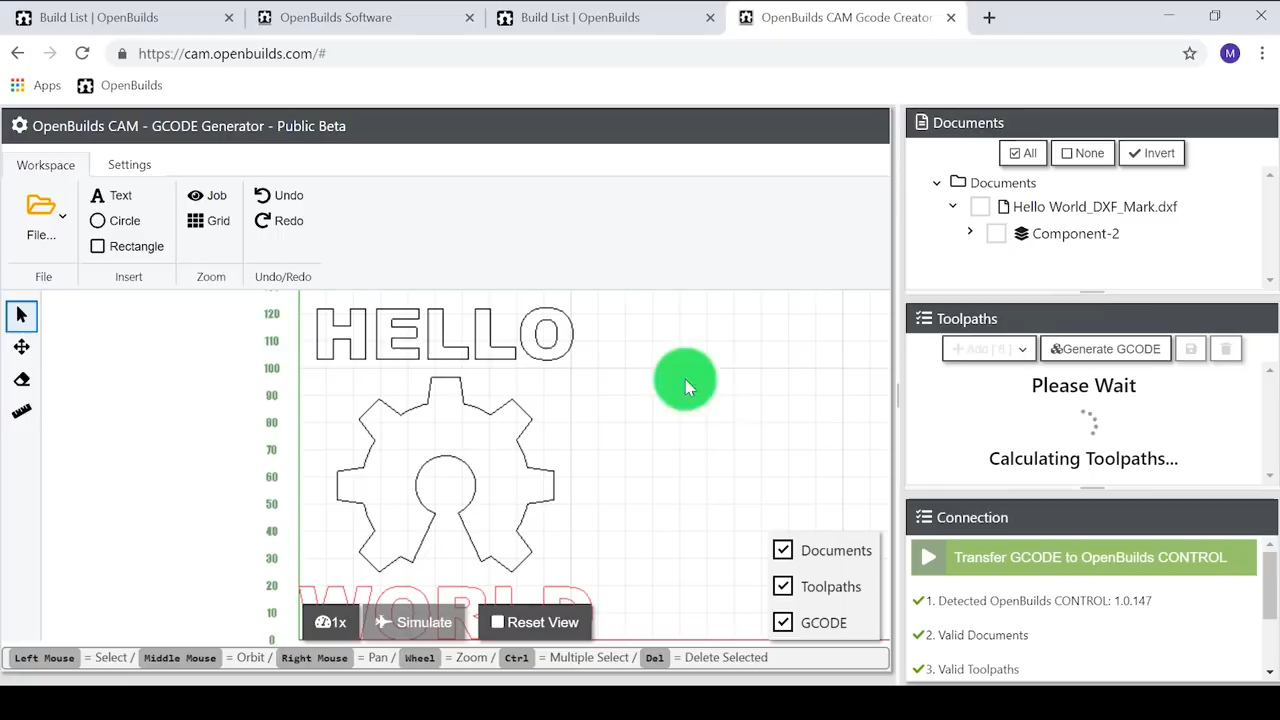 Build List | OpenBuilds
OpenBuilds Software
Build List | OpenBuilds
OpenBuilds CAM Gcode Creator
https://cam.openbuilds.com/#
M
Apps
OpenBuilds
OpenBuilds CAM - GCODE Generator - Public Beta
Workspace
Settings
File...
Text
Circle
Rectangle
Job
Grid
Undo
Redo
File
Insert
Zoom
Undo/Redo
120
110
100
90
80
70
60
50
40
30
20
10
0
HELLO
WORLD
1x
Simulate
Reset View
Documents
Toolpaths
GCODE
Left Mouse = Select / Middle Mouse = Orbit / Right Mouse = Pan / Wheel = Zoom / Ctrl = Multiple Select / Del = Delete Selected
Documents
All
None
Invert
Documents
Hello World_DXF_Mark.dxf
Component-2
Toolpaths
+ Add [ 6 ]
Generate GCODE
Please Wait
Calculating Toolpaths...
Connection
Transfer GCODE to OpenBuilds CONTROL
1. Detected OpenBuilds CONTROL: 1.0.147
2. Valid Documents
3. Valid Toolpaths